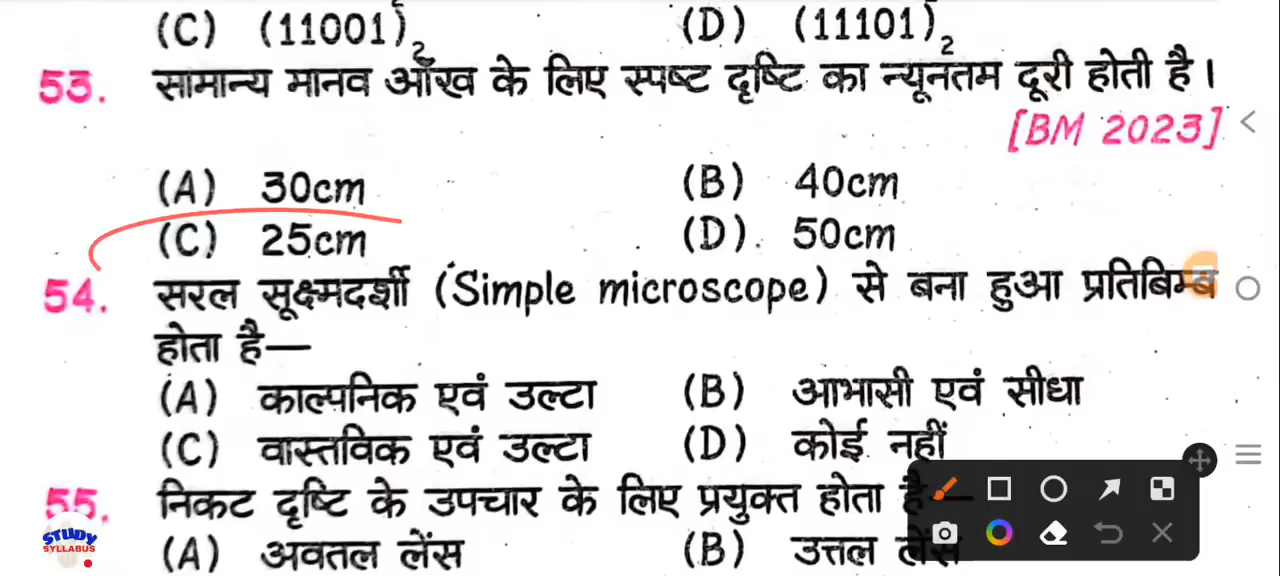 (C) (11001)₂ (D) (11101)₂
53. सामान्य मानव आँख के लिए स्पष्ट दृष्टि का न्यूनतम दूरी होती है।
[BM 2023]
(A) 30cm (B) 40cm
(C) 25cm (D). 50cm
54. सरल सूक्ष्मदर्शी (Simple microscope) से बना हुआ प्रतिबिम्ब
होता है—
(A) काल्पनिक एवं उल्टा (B) आभासी एवं सीधा
(C) वास्तविक एवं उल्टा (D) कोई नहीं
55. निकट दृष्टि के उपचार के लिए प्रयुक्त होता है—
(A) अवतल लेंस (B) उत्तल लेंस
STUDY
SYLLABUS